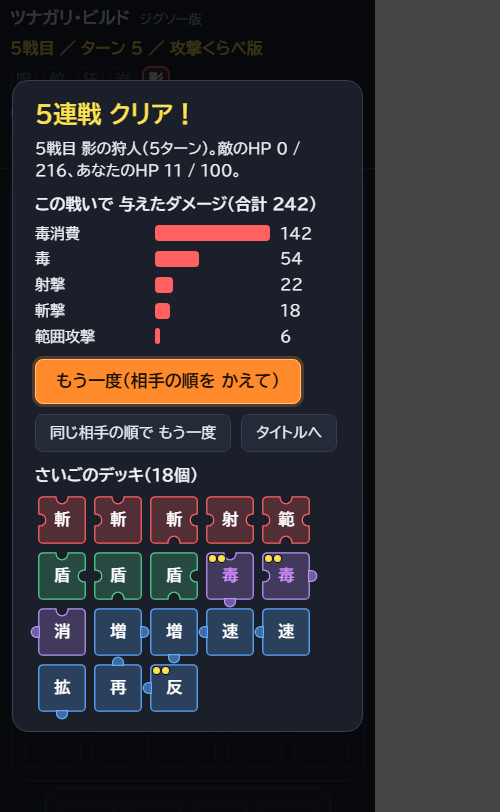 ツナガリ・ビルド ジグソー版
5戦目 ／ ターン 5 ／ 攻撃くらべ版
影
5連戦 クリア！
5戦目 影の狩人（5ターン）。敵のHP 0 /
216、あなたのHP 11 / 100。
この戦いで 与えたダメージ（合計 242）
毒消費 142
毒 54
射撃 22
斬撃 18
範囲攻撃 6
もう一度（相手の順を かえて）
同じ相手の順で もう一度 タイトルへ
さいごのデッキ（18個）
斬 斬 斬 射 範
盾 盾 盾 毒 毒
消 増 増 速 速
拡 再 反